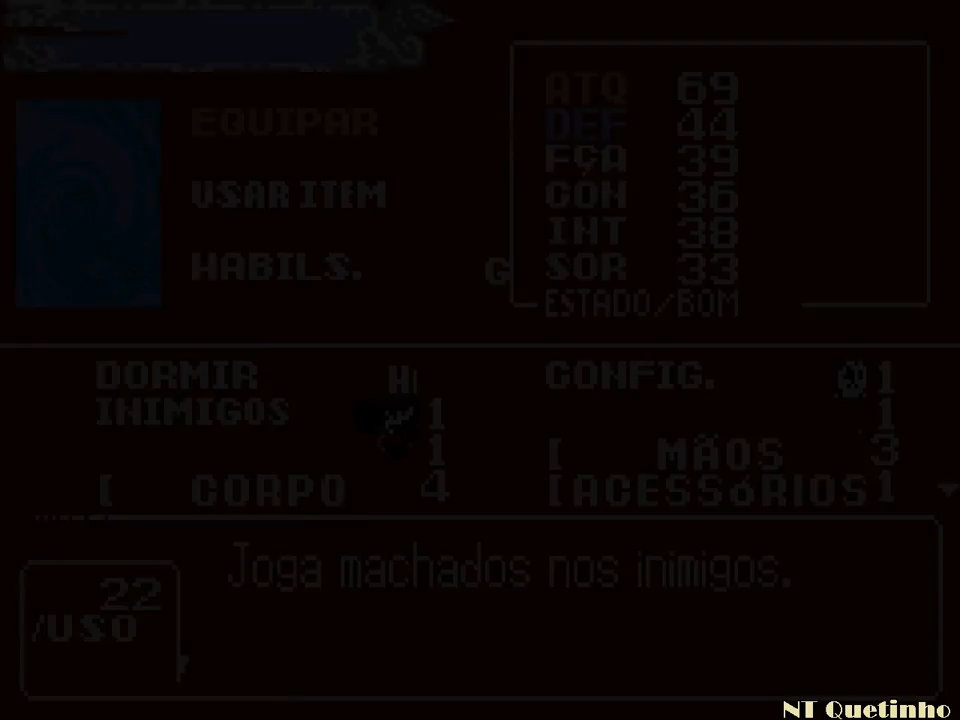 ATQ 69
EQUIPAR DEF 44
FÇA 39
USAR ITEM CON 36
INT 38
HABILS. G SOR 33
ESTADO/BOM
DORMIR CONFIG. 1
INIMIGOS 1 1
1 [ MÃOS 3
[ CORPO 4 [ACESSóRIOS 1
Joga machados nos inimigos.
22
/USO
NT Quetinho